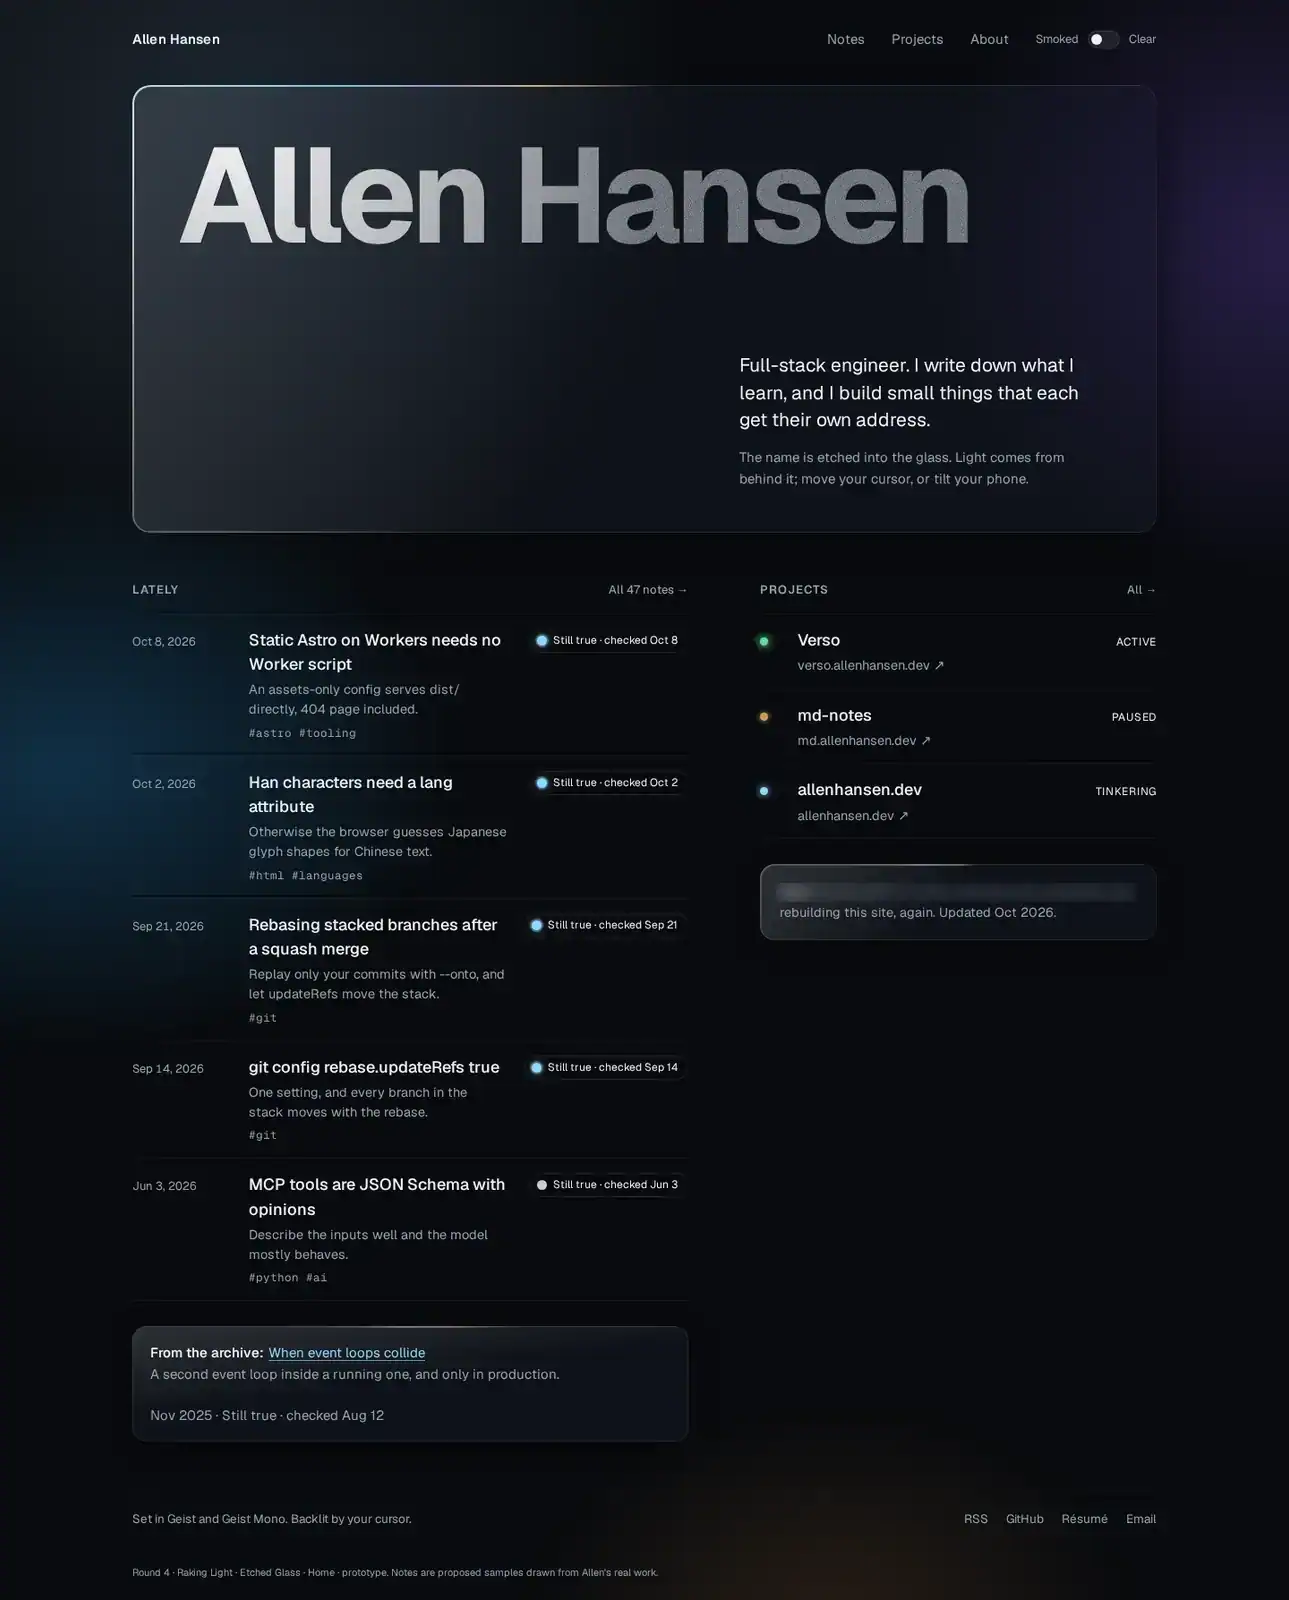 Allen Hansen
Notes Projects About Smoked Clear
Allen Hansen
Full-stack engineer. I write down what I
learn, and I build small things that each
get their own address.
The name is etched into the glass. Light comes from
behind it; move your cursor, or tilt your phone.
LATELY All 47 notes →
Oct 8, 2026
Static Astro on Workers needs no
Worker script
Still true · checked Oct 8
An assets-only config serves dist/
directly, 404 page included.
#astro #tooling
Oct 2, 2026
Han characters need a lang
attribute
Still true · checked Oct 2
Otherwise the browser guesses Japanese
glyph shapes for Chinese text.
#html #languages
Sep 21, 2026
Rebasing stacked branches after
a squash merge
Still true · checked Sep 21
Replay only your commits with --onto, and
let updateRefs move the stack.
#git
Sep 14, 2026
git config rebase.updateRefs true
Still true · checked Sep 14
One setting, and every branch in the
stack moves with the rebase.
#git
Jun 3, 2026
MCP tools are JSON Schema with
opinions
Still true · checked Jun 3
Describe the inputs well and the model
mostly behaves.
#python #ai
From the archive: When event loops collide
A second event loop inside a running one, and only in production.
Nov 2025 · Still true · checked Aug 12
PROJECTS All →
Verso ACTIVE
verso.allenhansen.dev ↗
md-notes PAUSED
md.allenhansen.dev ↗
allenhansen.dev TINKERING
allenhansen.dev ↗
rebuilding this site, again. Updated Oct 2026.
Set in Geist and Geist Mono. Backlit by your cursor.
RSS GitHub Résumé Email
Round 4 · Raking Light · Etched Glass · Home · prototype. Notes are proposed samples drawn from Allen's real work.